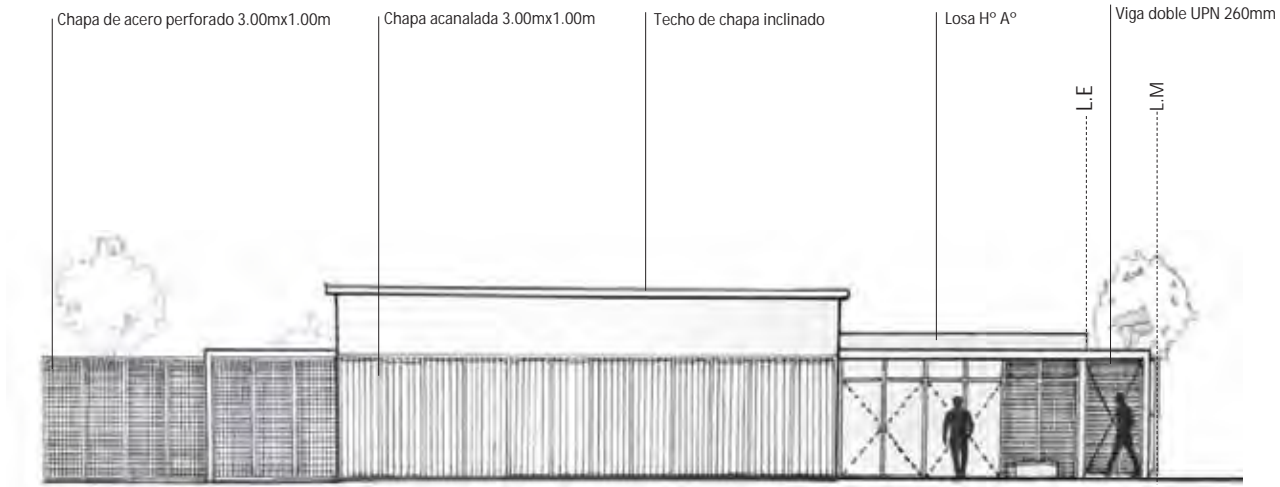 Chapa de acero perforado 3.00mx1.00m
Chapa acanalada 3.00mx1.00m
Techo de chapa inclinado
Losa Hº Aº
Viga doble UPN 260mm
L.E
L.M